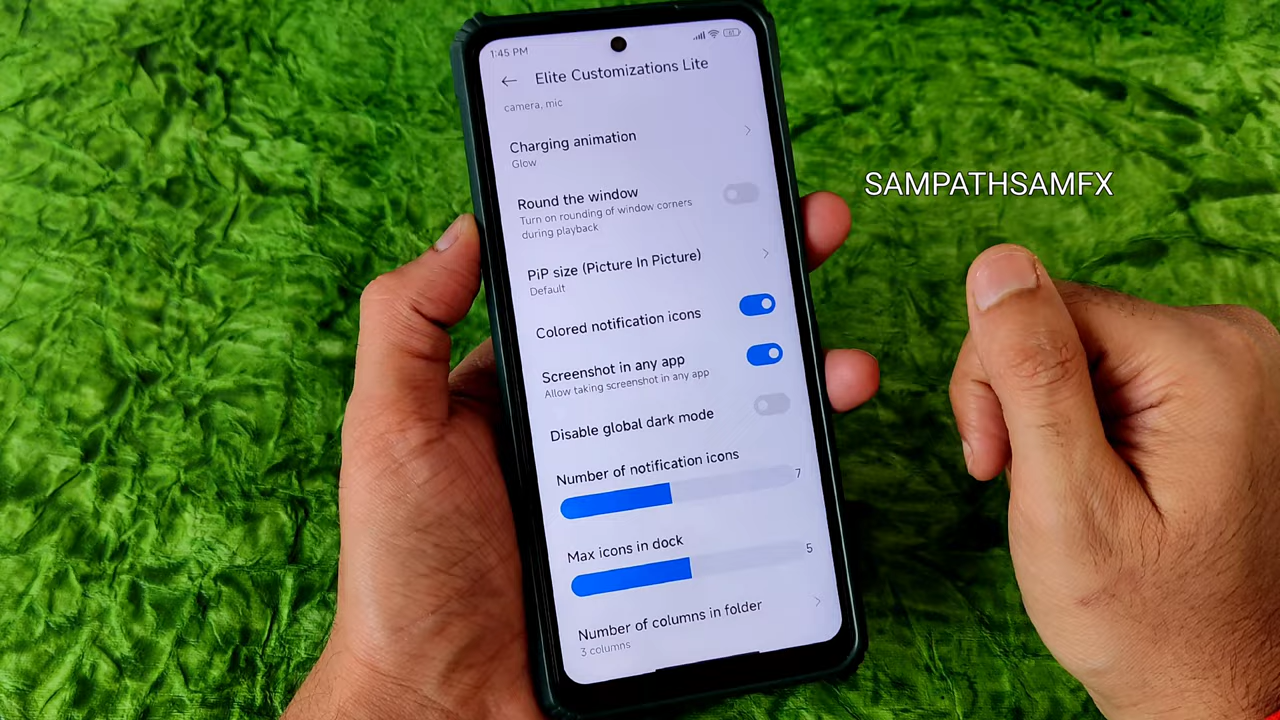 1:45 PM
Elite Customizations Lite
camera, mic
Charging animation
Glow
Round the window
Turn on rounding of window corners
during playback
PiP size (Picture In Picture)
Default
Colored notification icons
Screenshot in any app
Allow taking screenshot in any app
Disable global dark mode
Number of notification icons
7
Max icons in dock
5
Number of columns in folder
3 columns
SAMPATHSAMFX